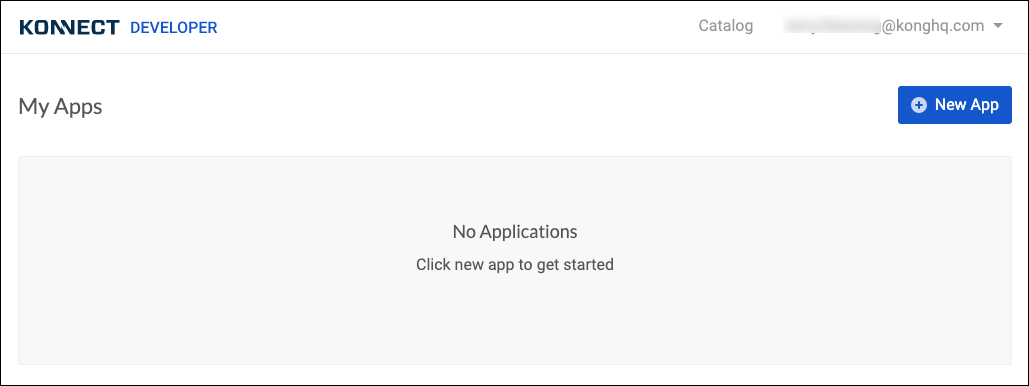 KONNECT DEVELOPER
Catalog
@konghq.com
My Apps
New App
No Applications
Click new app to get started